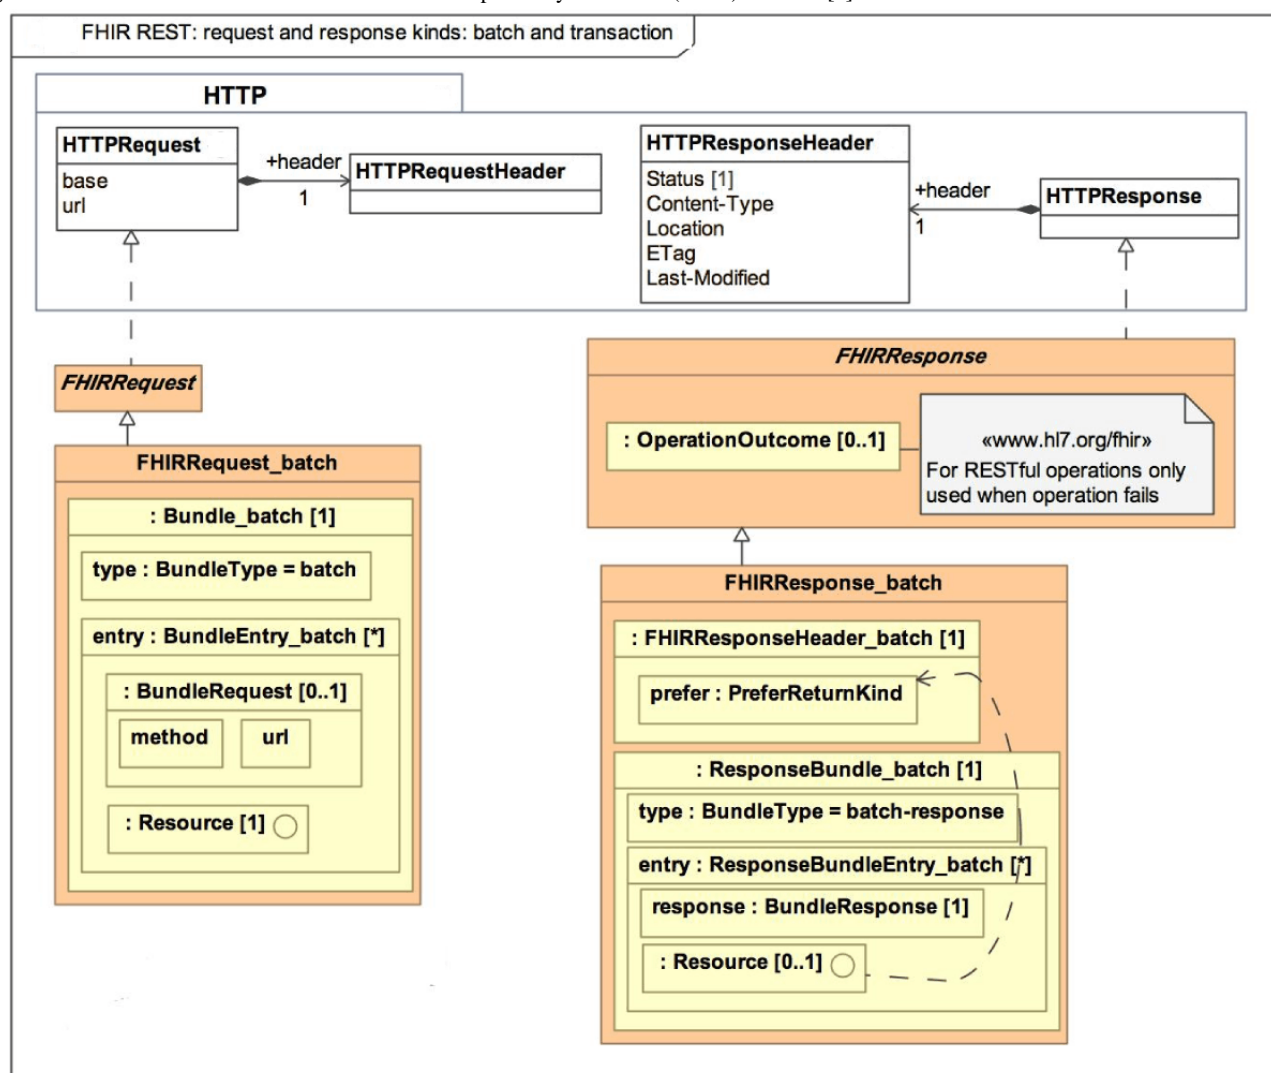 FHIR REST: request and response kinds: batch and transaction
HTTP
HTTPRequest
base
url
+header
1
HTTPRequestHeader
HTTPResponseHeader
Status [1]
Content-Type
Location
ETag
Last-Modified
+header
1
HTTPResponse
FHIRRequest
FHIRRequest_batch
: Bundle_batch [1]
type : BundleType = batch
entry : BundleEntry_batch [*]
: BundleRequest [0..1]
method
url
: Resource [1]
FHIRResponse
: OperationOutcome [0..1]
«www.hl7.org/fhir»
For RESTful operations only
used when operation fails
FHIRResponse_batch
: FHIRResponseHeader_batch [1]
prefer : PreferReturnKind
: ResponseBundle_batch [1]
type : BundleType = batch-response
entry : ResponseBundleEntry_batch [*]
response : BundleResponse [1]
: Resource [0..1]